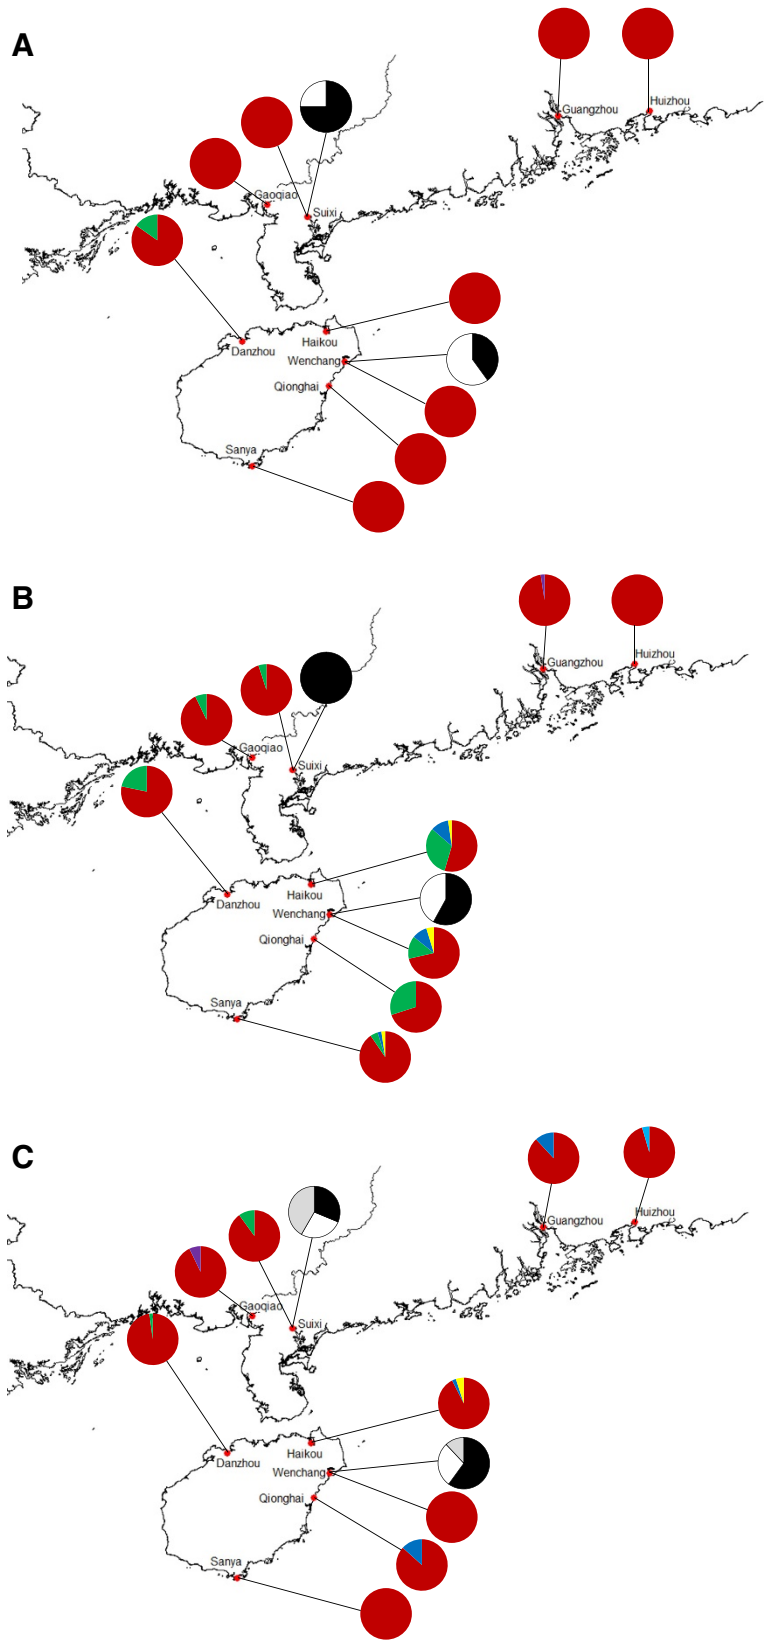 A
Guangzhou
Huizhou
Gaoqiao
Suixi
Danzhou
Haikou
Wenchang
Qionghai
Sanya
B
Guangzhou
Huizhou
Gaoqiao
Suixi
Danzhou
Haikou
Wenchang
Qionghai
Sanya
C
Guangzhou
Huizhou
Gaoqiao
Suixi
Danzhou
Haikou
Wenchang
Qionghai
Sanya